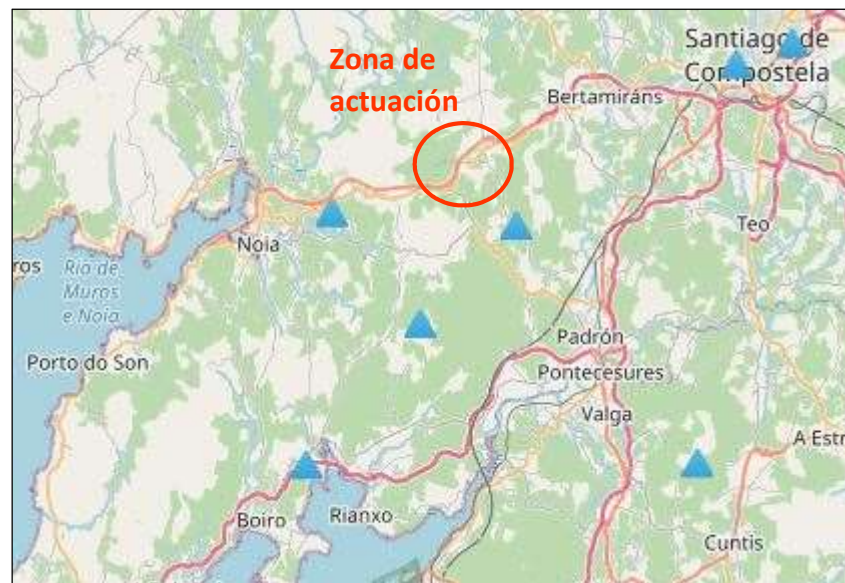 Santiago de
Compostela
Zona de
actuación
Bertamiráns
Noia
Teo
ros
Ria de
Muros
e Noia
Padrón
Porto do Son
Pontecesures
Valga
A Estr
Boiro
Rianxo
Cuntis